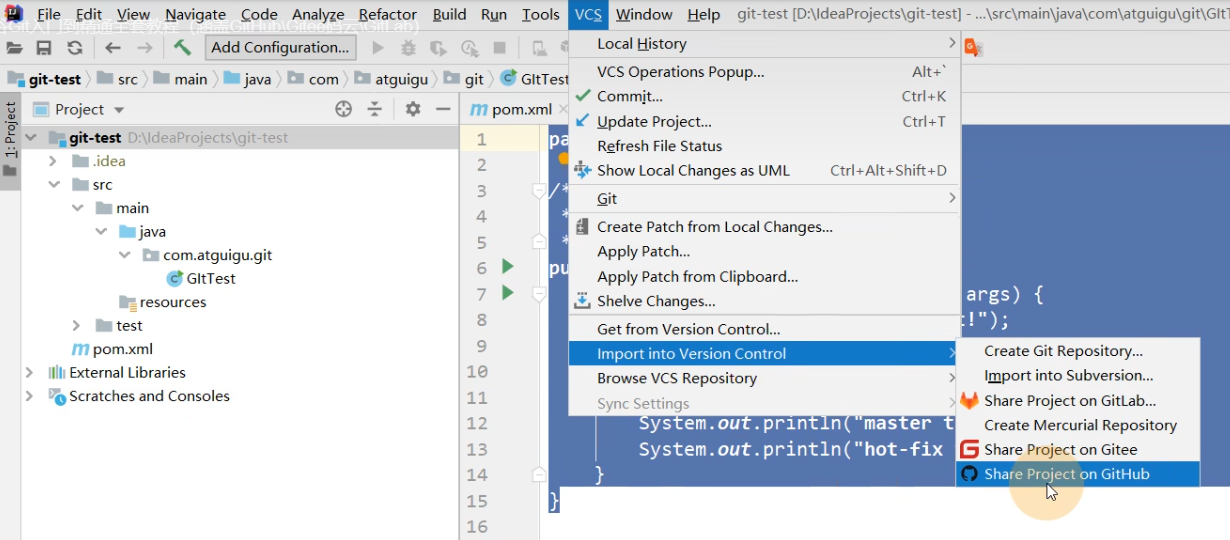 File Edit View Navigate Code Analyze Refactor Build Run Tools VCS Window Help git-test [D:\IdeaProjects\git-test] - ...\src\main\java\com\atguigu\git\GIT
Add Configuration...
git-test src main java com atguigu git GItTest
Project
pom.xml
1: Project
git-test D:\IdeaProjects\git-test
.idea
src
main
java
com.atguigu.git
GItTest
resources
test
pom.xml
External Libraries
Scratches and Consoles
Local History
VCS Operations Popup... Alt+`
Commit... Ctrl+K
Update Project... Ctrl+T
Refresh File Status
Show Local Changes as UML Ctrl+Alt+Shift+D
Git
Create Patch from Local Changes...
Apply Patch...
Apply Patch from Clipboard...
Shelve Changes...
Get from Version Control...
Import into Version Control
Browse VCS Repository
Sync Settings
Create Git Repository...
Import into Subversion...
Share Project on GitLab...
Create Mercurial Repository
Share Project on Gitee
Share Project on GitHub
1 pa
2
3 /*
4 *
5 *
6 pu
7 args) {
8 t!");
9
10
11
12 System.out.println("master t
13 System.out.println("hot-fix
14 }
15 }
16